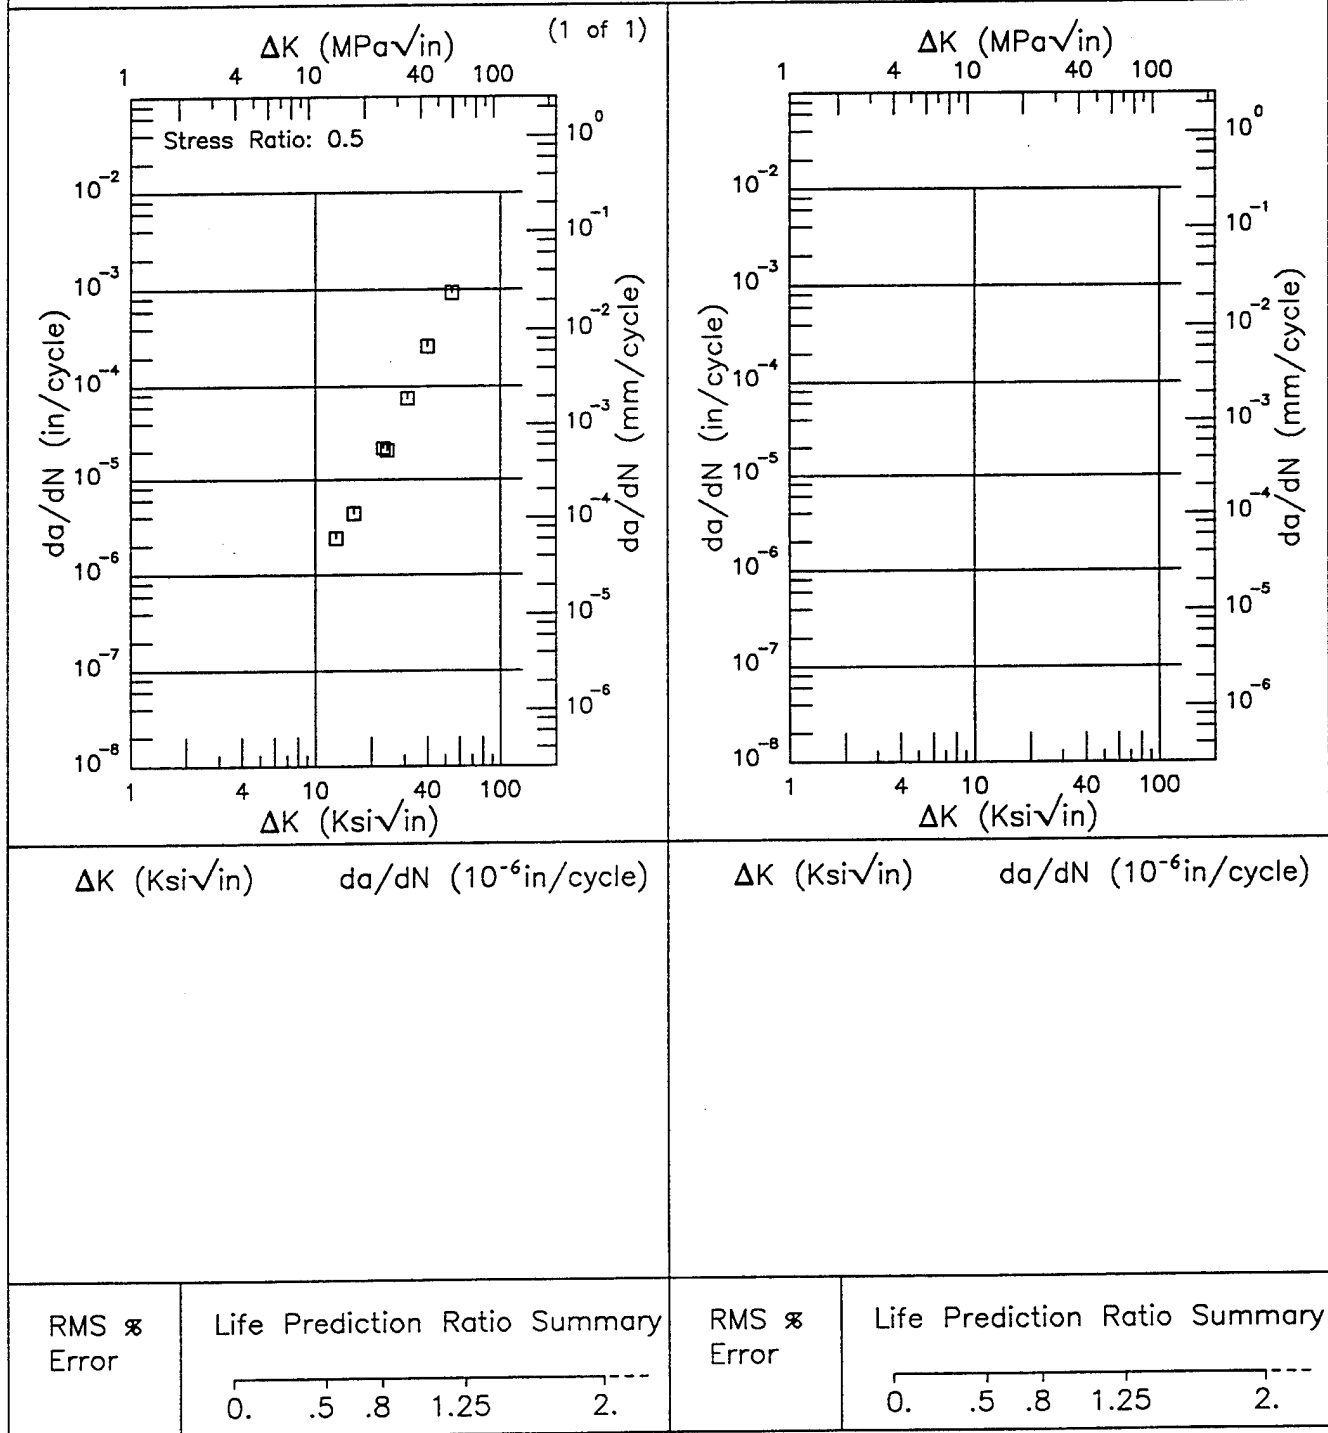 (1 of 1)
ΔK (MPa√in)
1 4 10 40 100
Stress Ratio: 0.5
da/dN (in/cycle)
10⁻²
10⁻³
10⁻⁴
10⁻⁵
10⁻⁶
10⁻⁷
10⁻⁸
10⁰
10⁻¹
10⁻²
10⁻³
10⁻⁴
10⁻⁵
10⁻⁶
da/dN (mm/cycle)
1 4 10 40 100
ΔK (Ksi√in)
ΔK (MPa√in)
1 4 10 40 100
da/dN (in/cycle)
10⁻²
10⁻³
10⁻⁴
10⁻⁵
10⁻⁶
10⁻⁷
10⁻⁸
10⁰
10⁻¹
10⁻²
10⁻³
10⁻⁴
10⁻⁵
10⁻�6
da/dN (mm/cycle)
1 4 10 40 100
ΔK (Ksi√in)
ΔK (Ksi√in) da/dN (10⁻⁶in/cycle)
ΔK (Ksi√in) da/dN (10⁻⁶in/cycle)
RMS %
Error
Life Prediction Ratio Summary
0. .5 .8 1.25 2.
RMS %
Error
Life Prediction Ratio Summary
0. .5 .8 1.25 2.